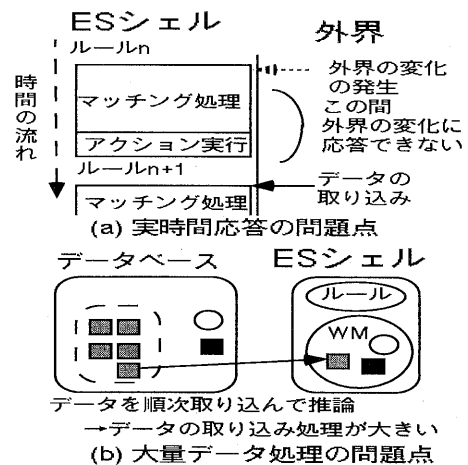 ESシェル
外界
ルールn
時間の流れ
マッチング処理
アクション実行
外界の変化
の発生
この間
外界の変化に
応答できない
ルールn+1
データの
取り込み
マッチング処理
(a) 実時間応答の問題点
データベース
ESシェル
ルール
WM
データを順次取り込んで推論
→データの取り込み処理が大きい
(b) 大量データ処理の問題点